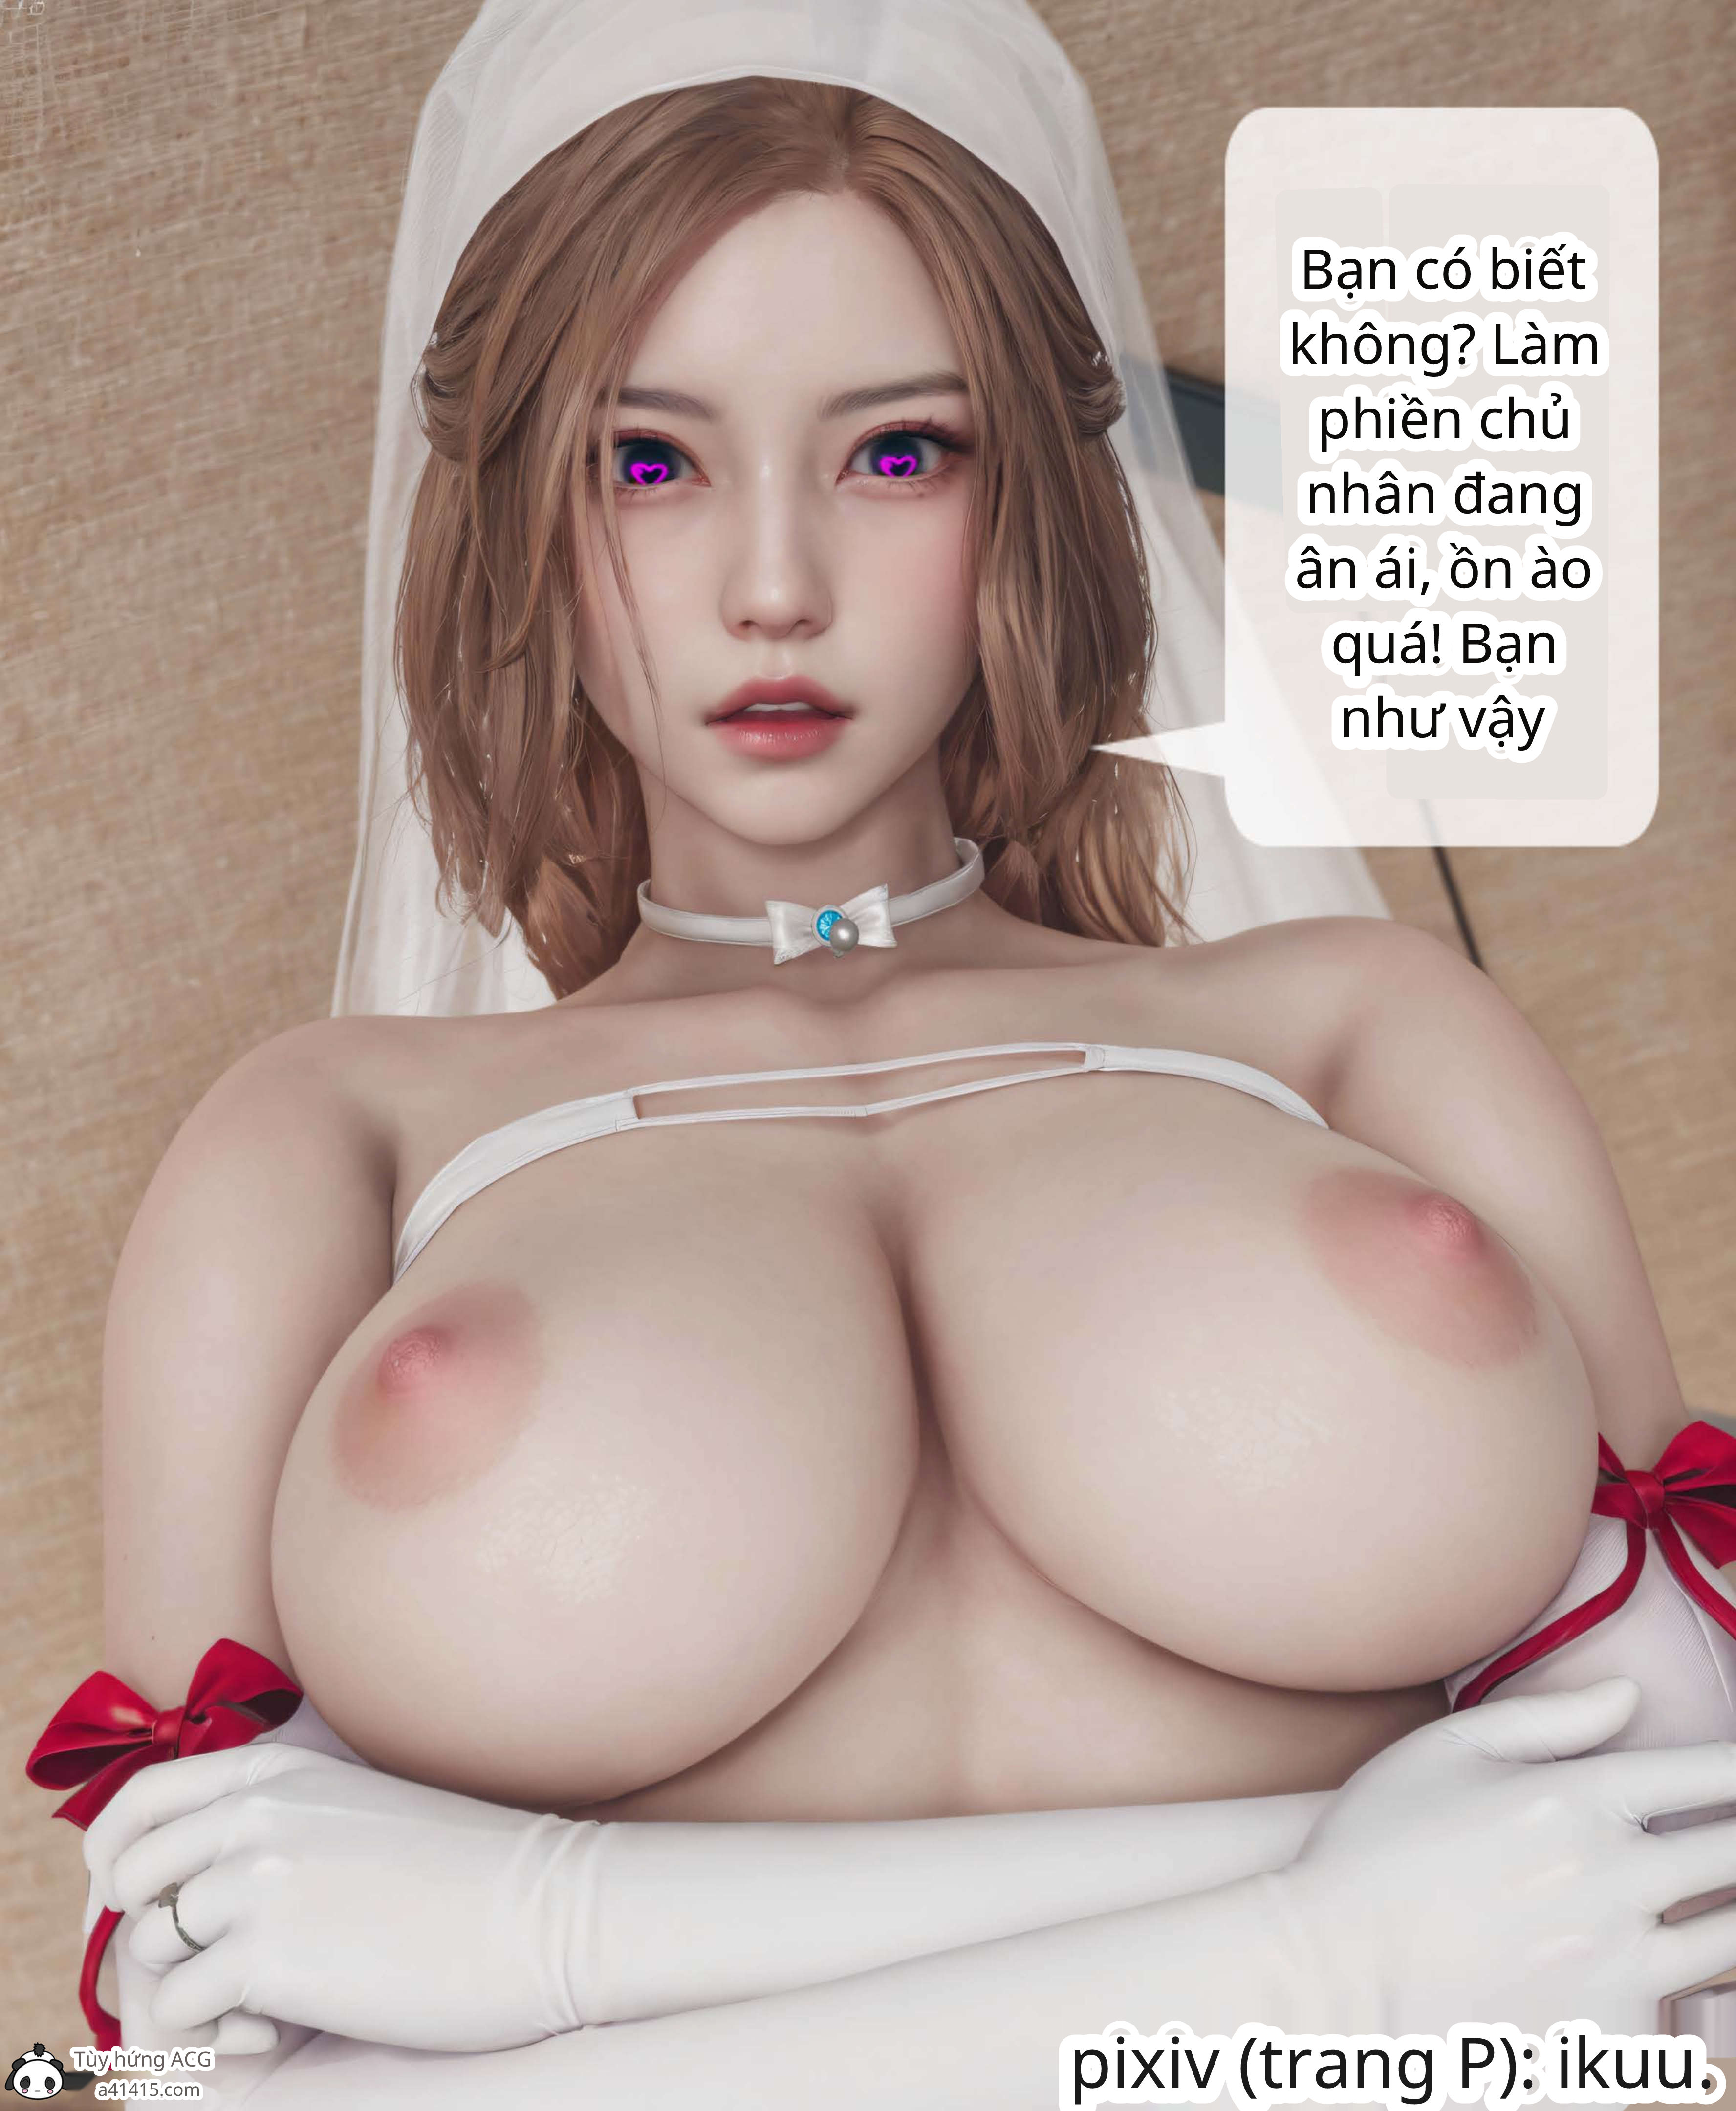 Bạn có biết
không? Làm
phiền chủ
nhân đang
ân ái, ồn ào
quá! Bạn
như vậy
Tùy hứng ACG
a41415.com
pixiv (trang P): ikuu.